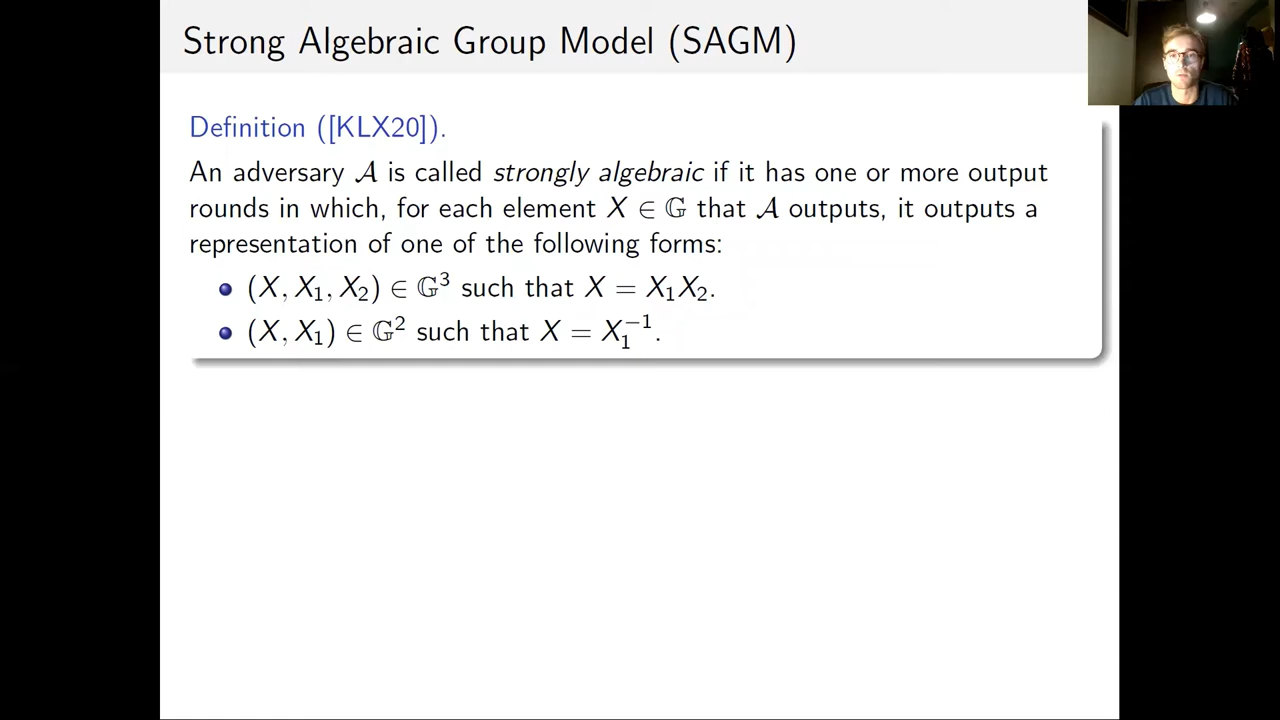 Strong Algebraic Group Model (SAGM)
Definition ([KLX20]).
An adversary 𝒜 is called strongly algebraic if it has one or more output
rounds in which, for each element X ∈ 𝔾 that 𝒜 outputs, it outputs a
representation of one of the following forms:
• (X, X₁, X₂) ∈ 𝔾³ such that X = X₁X₂.
• (X, X₁) ∈ 𝔾² such that X = X₁⁻¹.